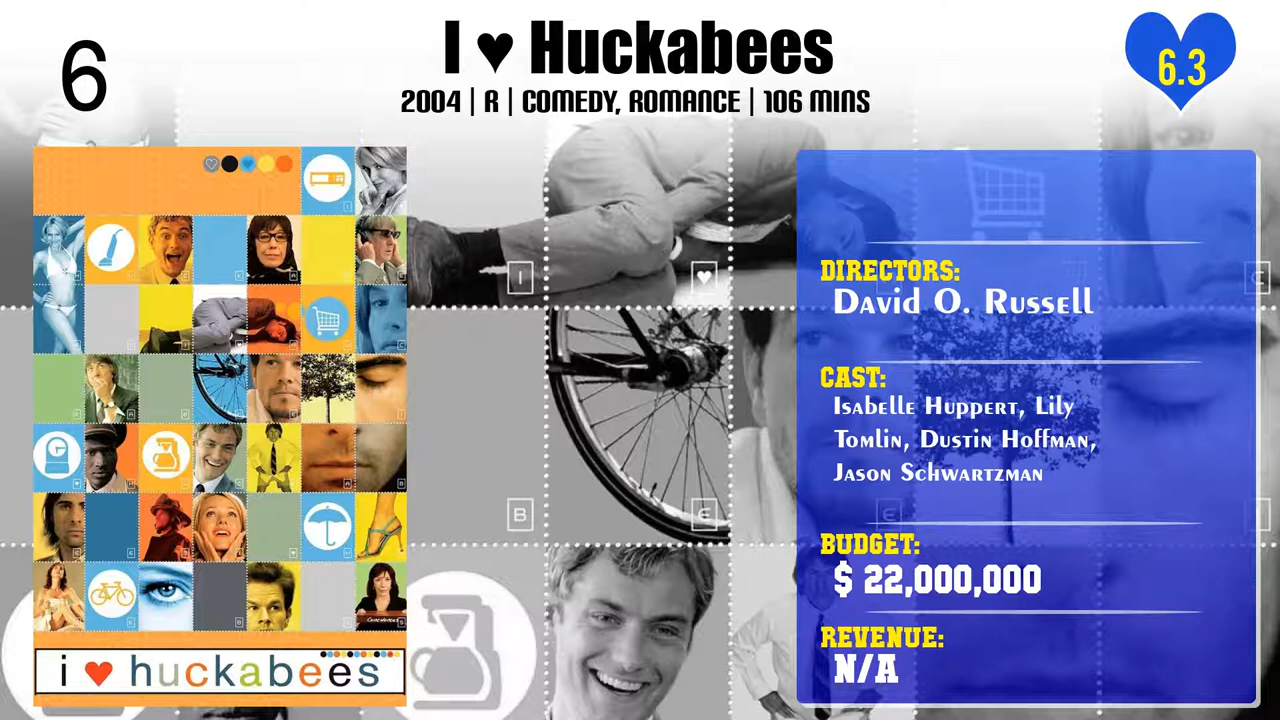 6
I ♥ Huckabees
2004 | R | COMEDY, ROMANCE | 106 MINS
6.3
DIRECTORS:
David O. Russell
CAST:
Isabelle Huppert, Lily
Tomlin, Dustin Hoffman,
Jason Schwartzman
BUDGET:
$ 22,000,000
REVENUE:
N/A
I
♥
B
E
E
i ♥ huckabees